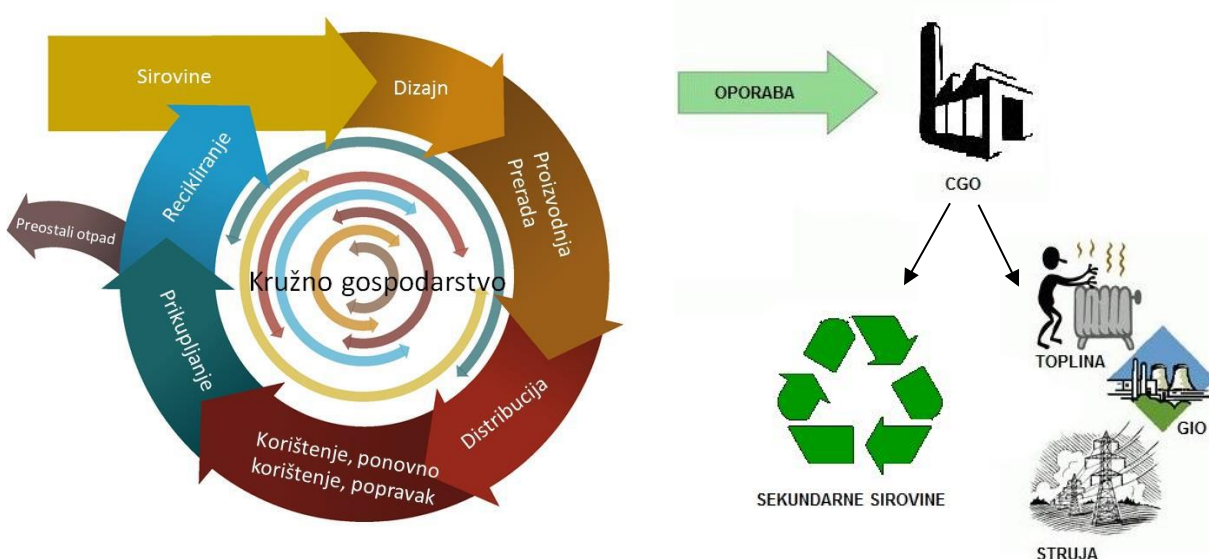 Sirovine
Dizajn
Proizvodnja
Prerada
Distribucija
Korištenje, ponovno
korištenje, popravak
Prikupljanje
Recikliranje
Preostali otpad
Kružno gospodarstvo
OPORABA
CGO
SEKUNDARNE SIROVINE
TOPLINA
GIO
STRUJA